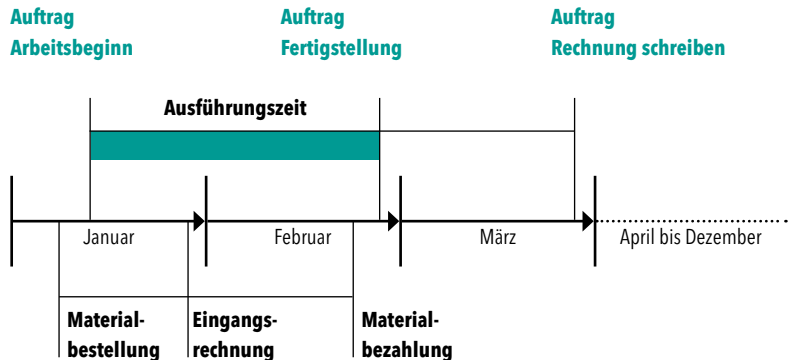 Auftrag
Arbeitsbeginn
Auftrag
Fertigstellung
Auftrag
Rechnung schreiben
Ausführungszeit
Januar
Februar
März
April bis Dezember
Material-
bestellung
Eingangs-
rechnung
Material-
bezahlung